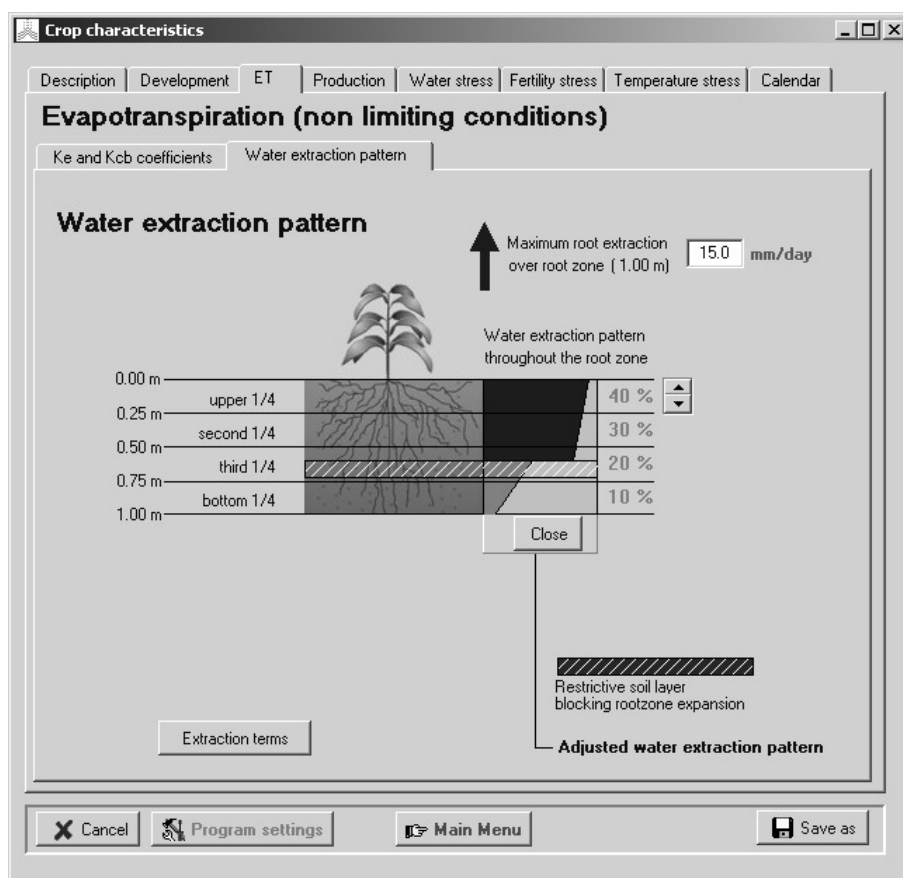 Crop characteristics
Description Development ET Production Water stress Fertility stress Temperature stress Calendar
Evapotranspiration (non limiting conditions)
Ke and Kcb coefficients Water extraction pattern
Water extraction pattern
Maximum root extraction
over root zone ( 1.00 m)
15.0 mm/day
Water extraction pattern
throughout the root zone
0.00 m
upper 1/4 40 %
0.25 m
second 1/4 30 %
0.50 m
third 1/4 20 %
0.75 m
bottom 1/4 10 %
1.00 m
Close
Restrictive soil layer
blocking rootzone expansion
Extraction terms
Adjusted water extraction pattern
Cancel Program settings Main Menu Save as